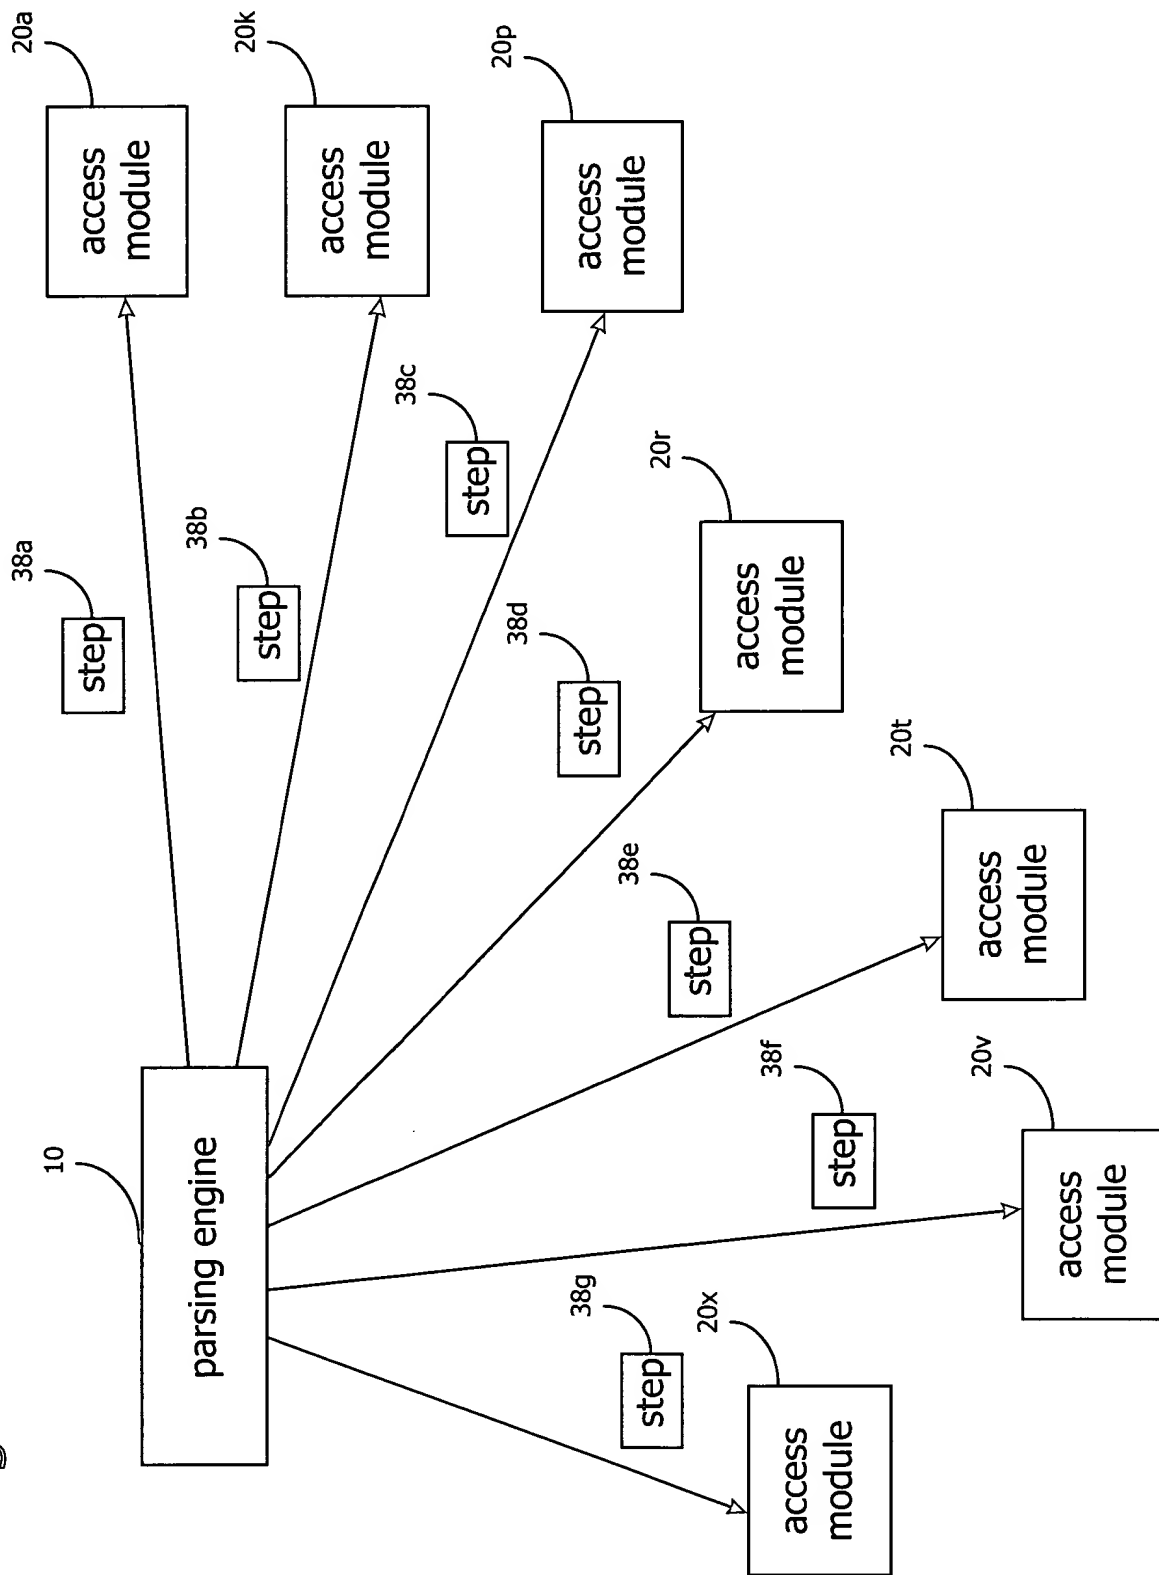 38a
20a
10
step
access
module
parsing engine
38b
20k
step
access
module
38c
step
20p
38d
step
access
module
38g
38e
step
20r
step
20x
access
module
38f
access
module
step
20t
20v
access
module
access
module